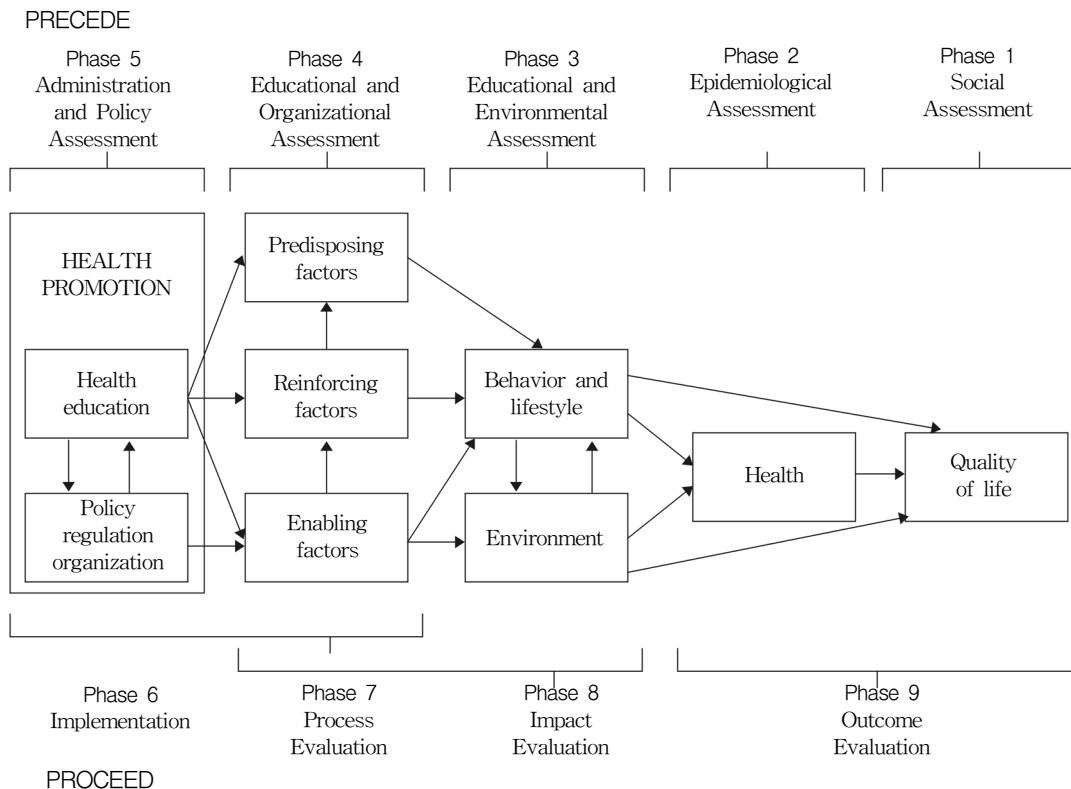 PRECEDE
Phase 5
Administration
and Policy
Assessment
Phase 4
Educational and
Organizational
Assessment
Phase 3
Educational and
Environmental
Assessment
Phase 2
Epidemiological
Assessment
Phase 1
Social
Assessment
HEALTH
PROMOTION
Health
education
Policy
regulation
organization
Predisposing
factors
Reinforcing
factors
Enabling
factors
Behavior and
lifestyle
Environment
Health
Quality
of life
Phase 6
Implementation
Phase 7
Process
Evaluation
Phase 8
Impact
Evaluation
Phase 9
Outcome
Evaluation
PROCEED